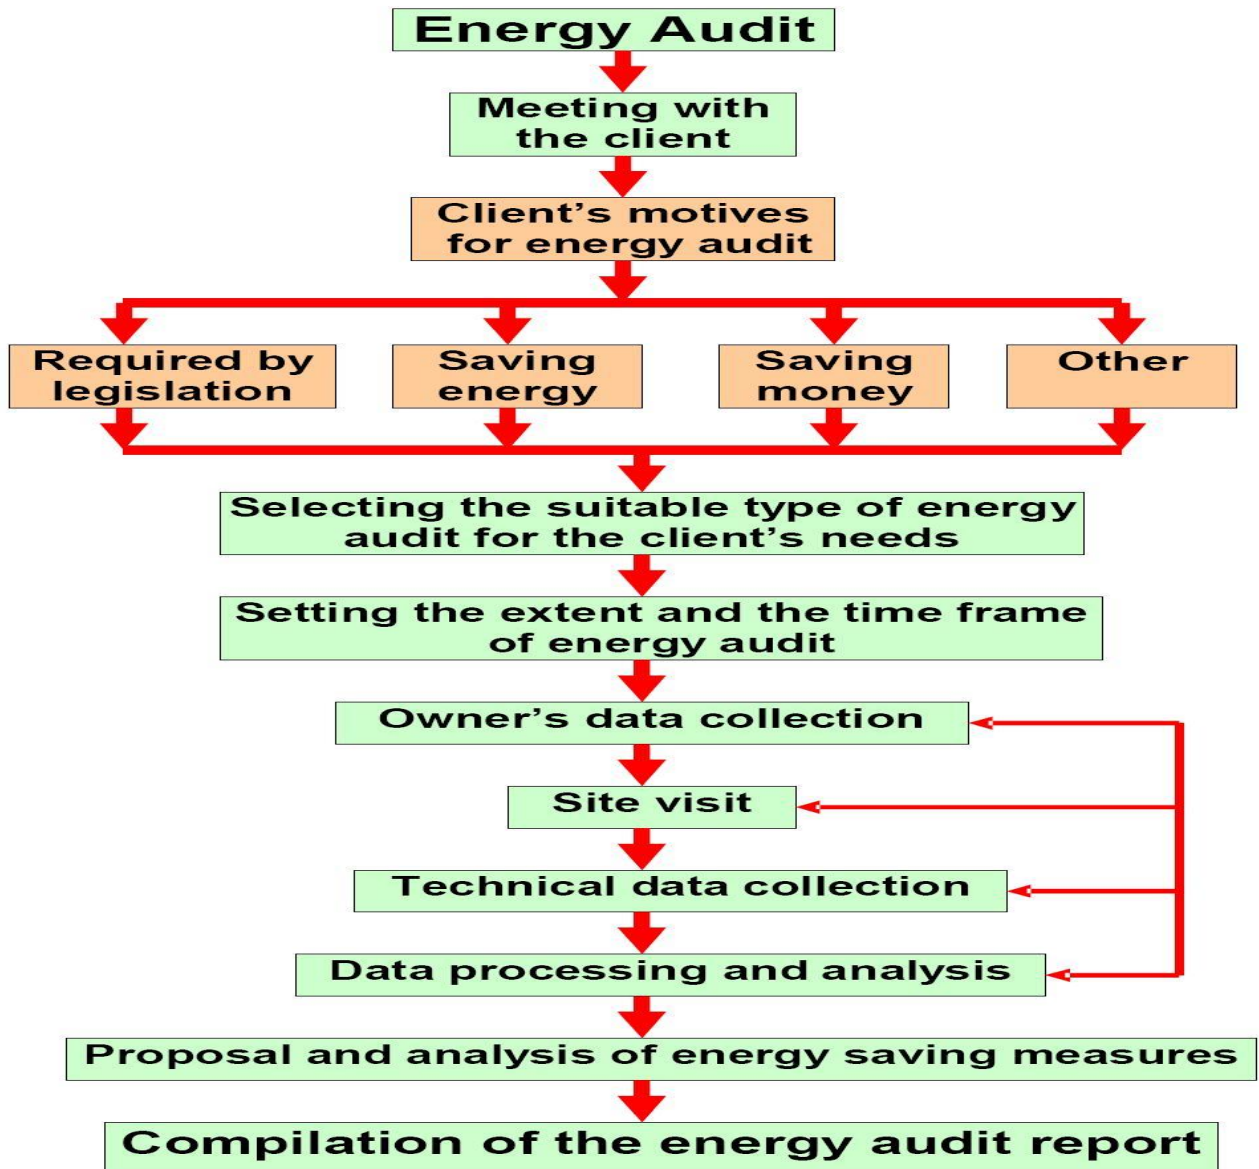 Energy Audit
Meeting with
the client
Client's motives
for energy audit
Required by
legislation
Saving
energy
Saving
money
Other
Selecting the suitable type of energy
audit for the client's needs
Setting the extent and the time frame
of energy audit
Owner's data collection
Site visit
Technical data collection
Data processing and analysis
Proposal and analysis of energy saving measures
Compilation of the energy audit report